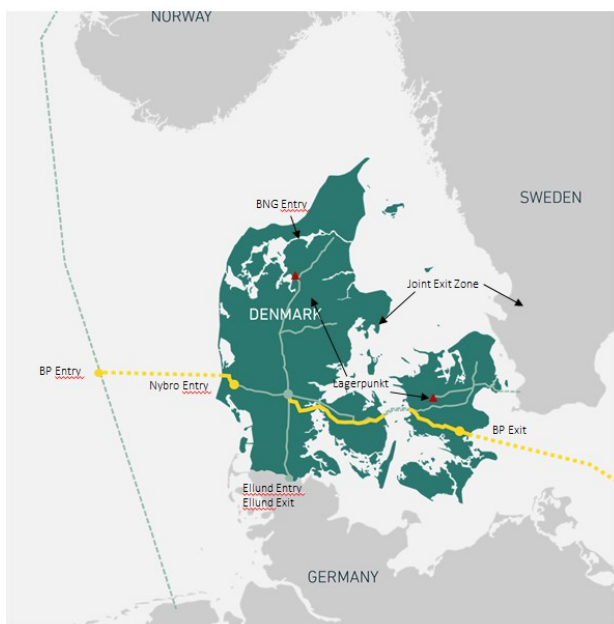 NORWAY
SWEDEN
BNG Entry
Joint Exit Zone
DENMARK
BP Entry
Nybro Entry
Lagerpunkt
BP Exit
Ellund Entry
Ellund Exit
GERMANY